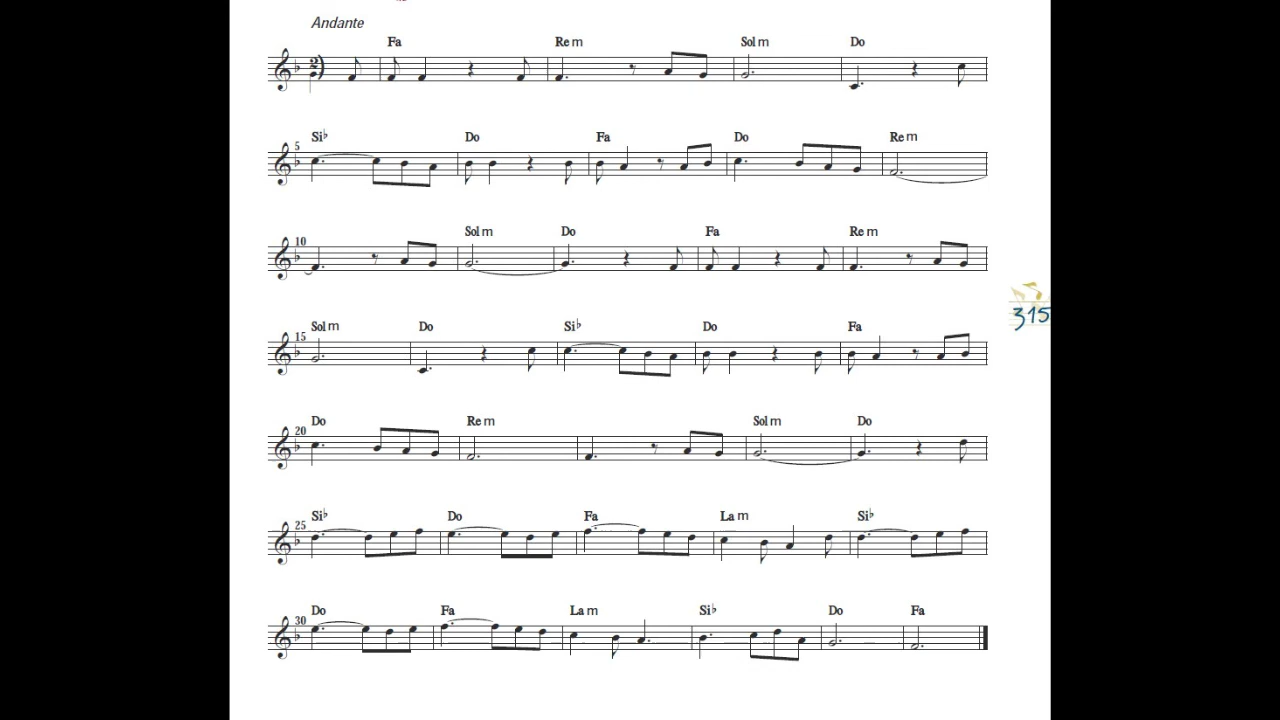 Andante
Fa Re m Sol m Do
5 Si♭ Do Fa Do Re m
10 Sol m Do Fa Re m
315
15 Sol m Do Si♭ Do Fa
20 Do Re m Sol m Do
25 Si♭ Do Fa La m Si♭
30 Do Fa La m Si♭ Do Fa